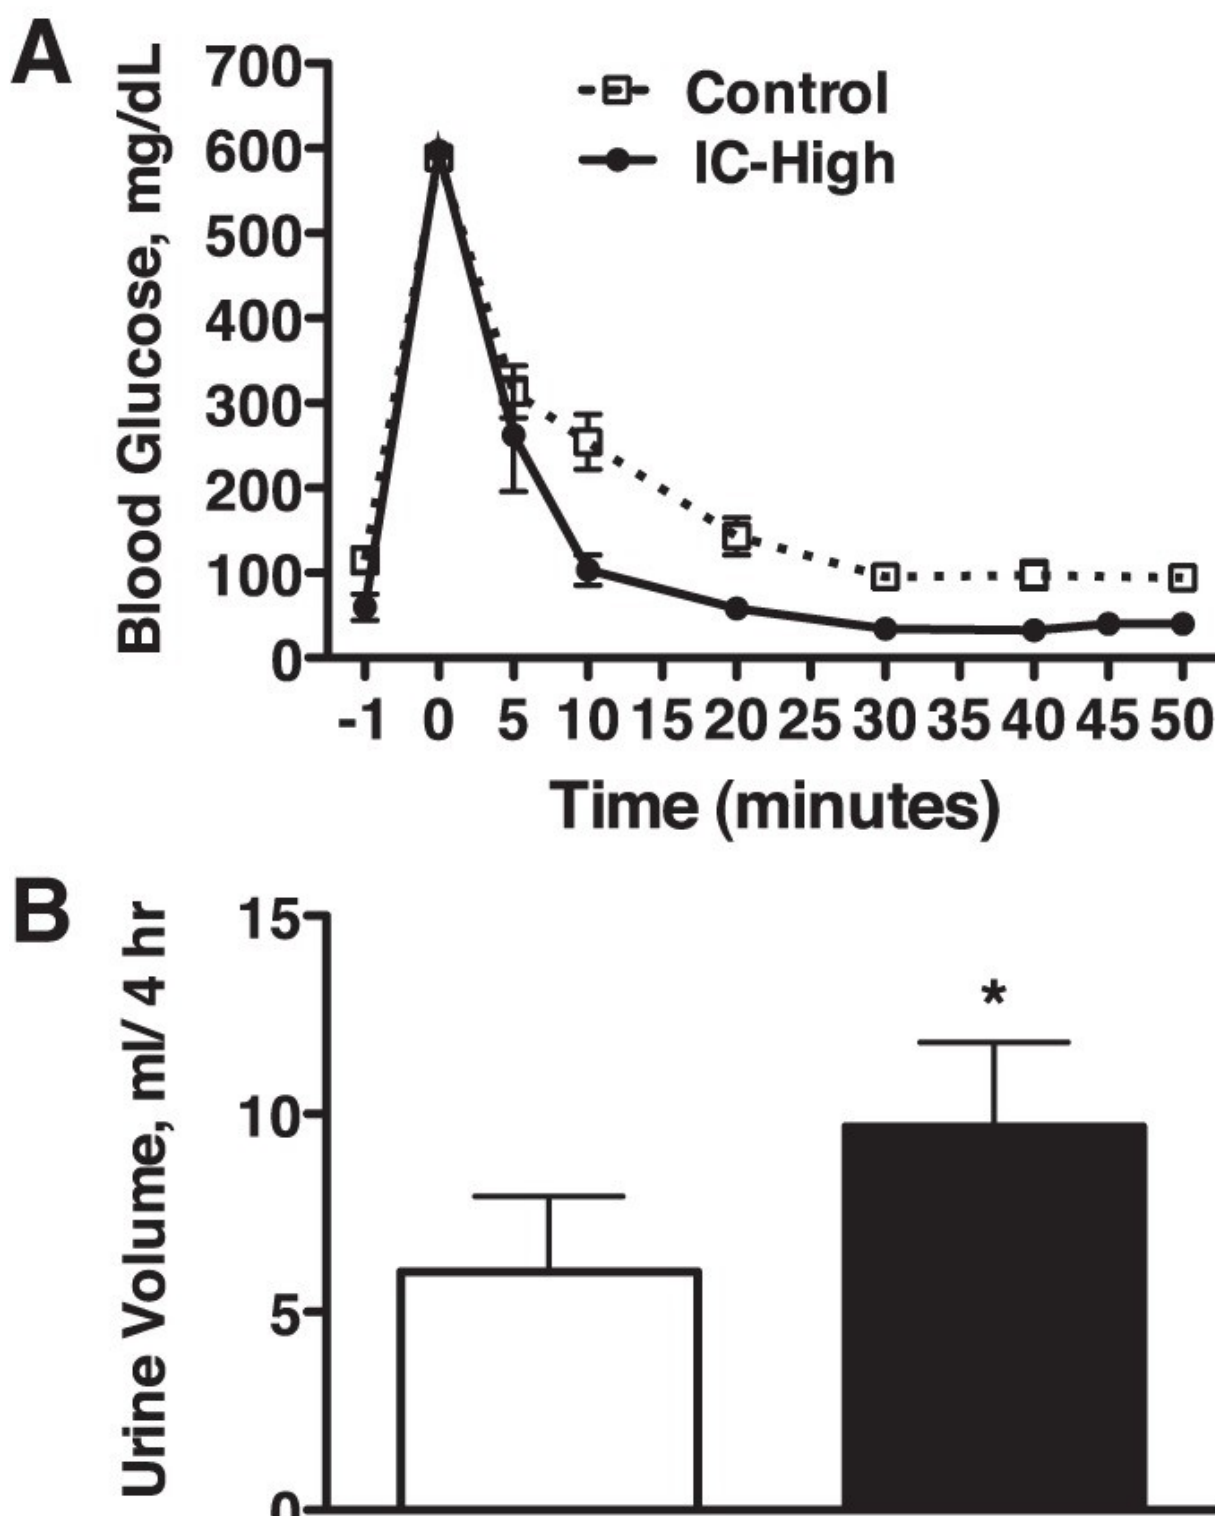 A
Blood Glucose, mg/dL
700
600
500
400
300
200
100
0
Control
IC-High
-1 0 5 10 15 20 25 30 35 40 45 50
Time (minutes)
B
Urine Volume, ml/ 4 hr
15
10
5
0
*